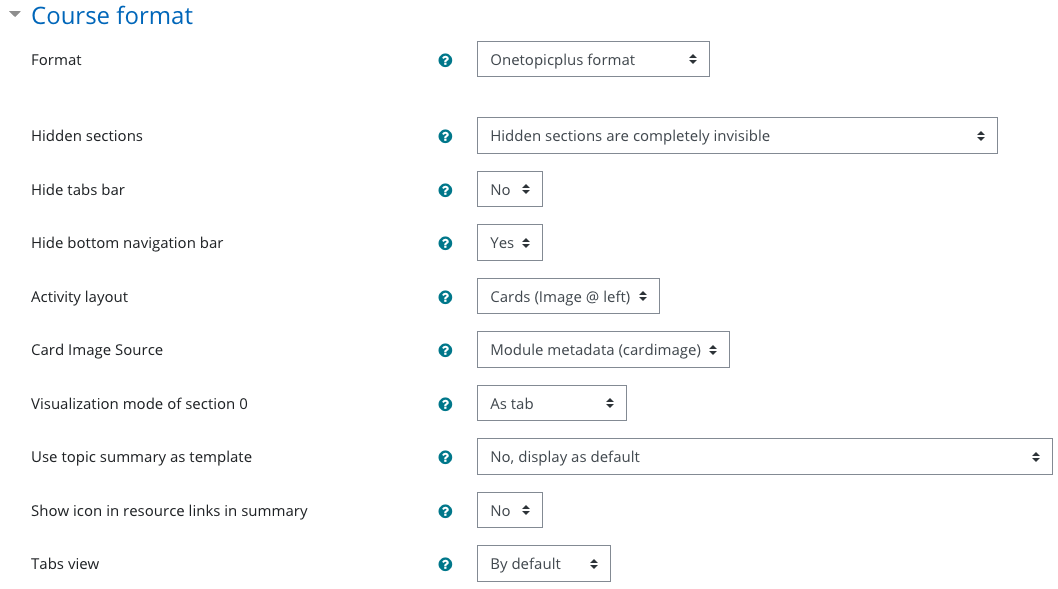 Course format
Format
Onetopicplus format
Hidden sections
Hidden sections are completely invisible
Hide tabs bar
No
Hide bottom navigation bar
Yes
Activity layout
Cards (Image @ left)
Card Image Source
Module metadata (cardimage)
Visualization mode of section 0
As tab
Use topic summary as template
No, display as default
Show icon in resource links in summary
No
Tabs view
By default